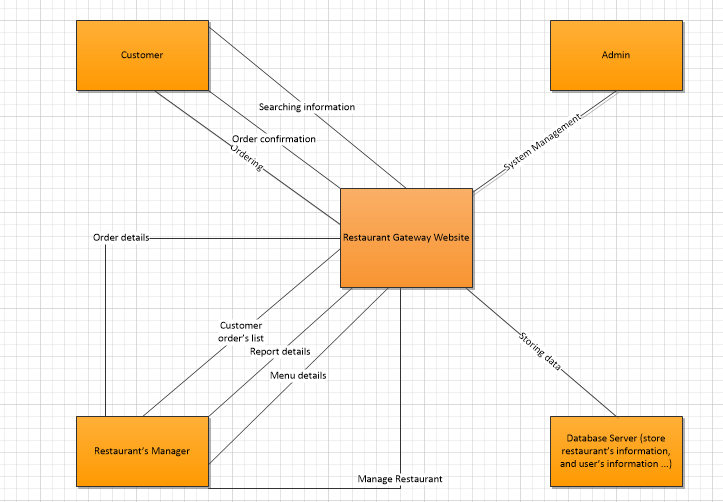 Customer
Admin
Searching information
Order confirmation
Ordering
System Management
Restaurant Gateway Website
Order details
Customer
order's list
Report details
Menu details
Storing data
Restaurant's Manager
Database Server (store
restaurant's information,
and user's information ...)
Manage Restaurant